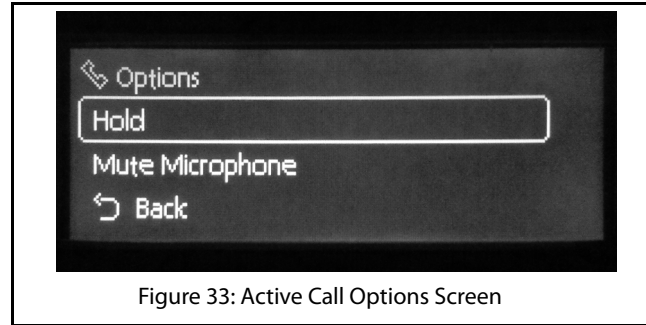 Options
Hold
Mute Microphone
Back
Figure 33: Active Call Options Screen